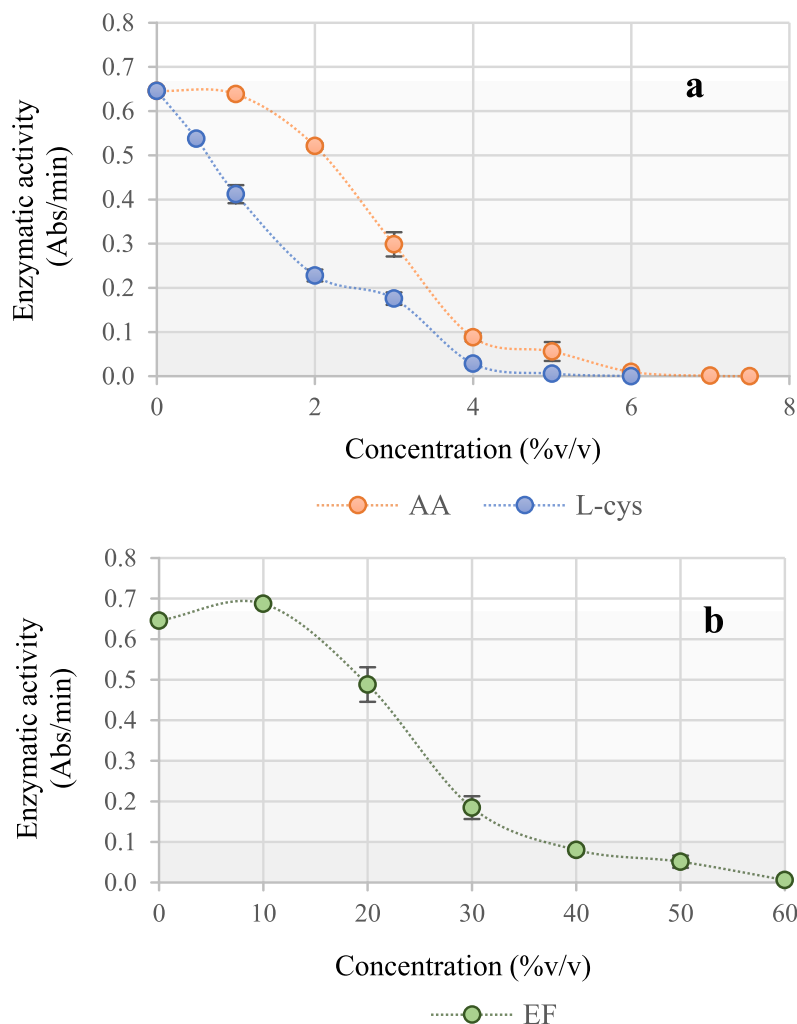 0.8
0.7
0.6
0.5
0.4
0.3
0.2
0.1
0.0
Enzymatic activity
(Abs/min)
a
0 2 4 6 8
Concentration (%v/v)
AA L-cys
0.8
0.7
0.6
0.5
0.4
0.3
0.2
0.1
0.0
Enzymatic activity
(Abs/min)
b
0 10 20 30 40 50 60
Concentration (%v/v)
EF